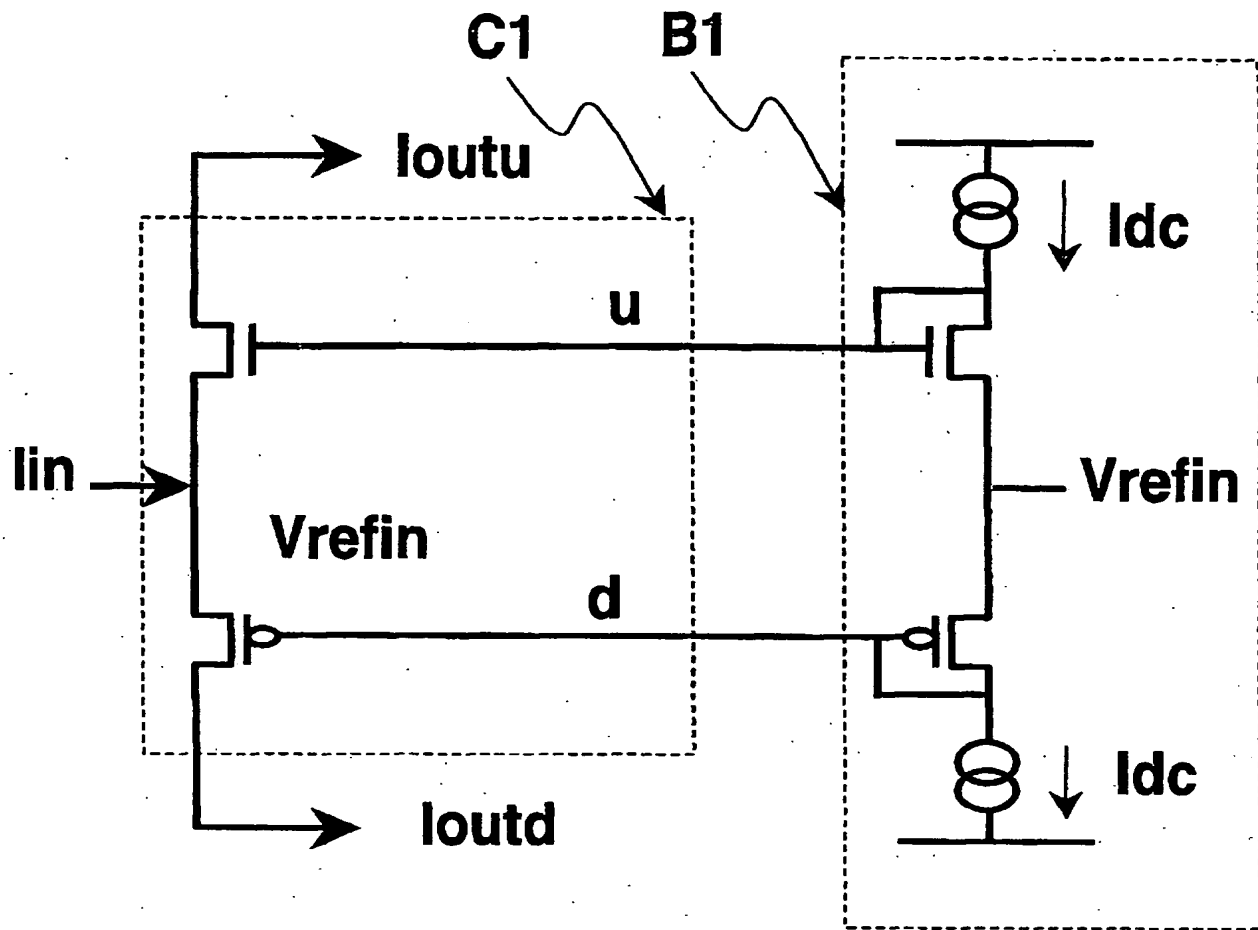 C1
B1
Ioutu
Idc
u
Iin
Vrefin
Vrefin
d
Idc
Ioutd